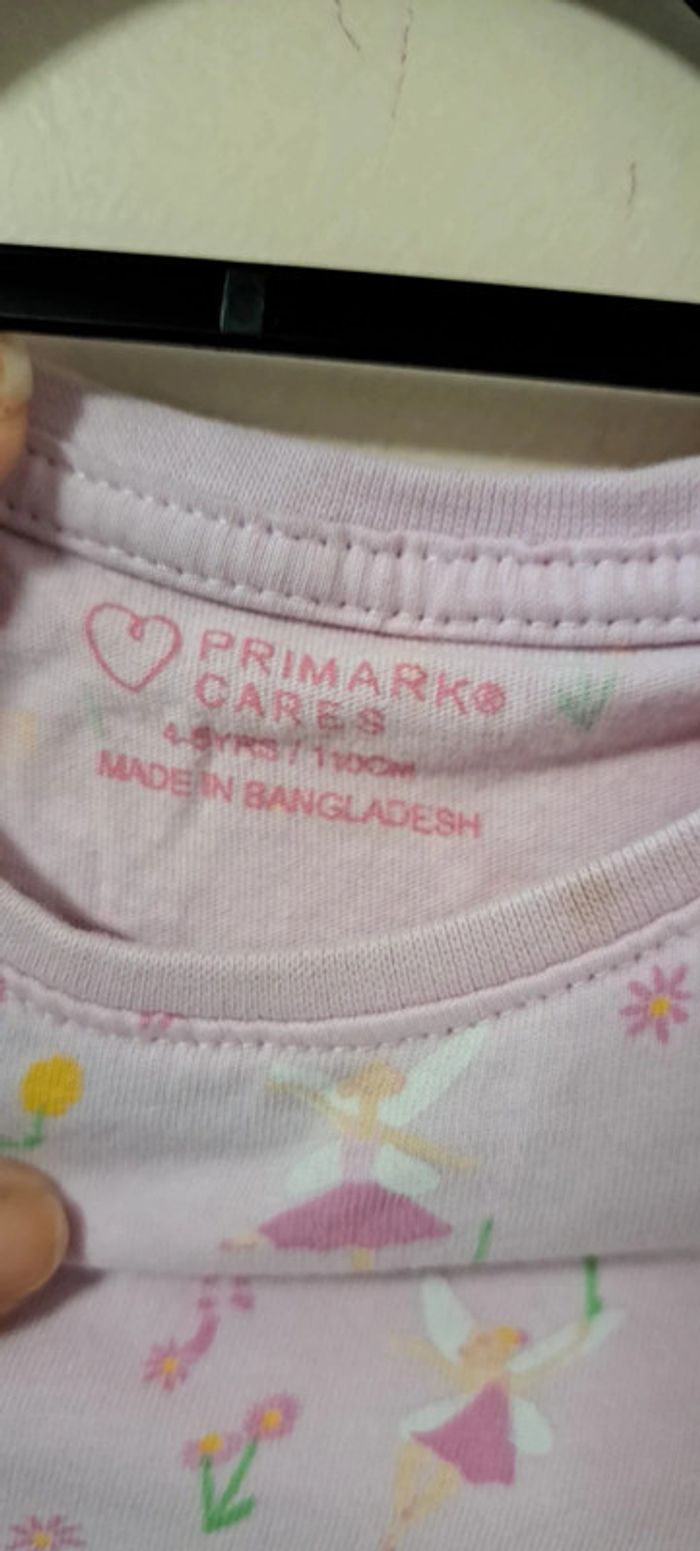 PRIMARK®
CARES
4-5YRS / 110CM
MADE IN BANGLADESH